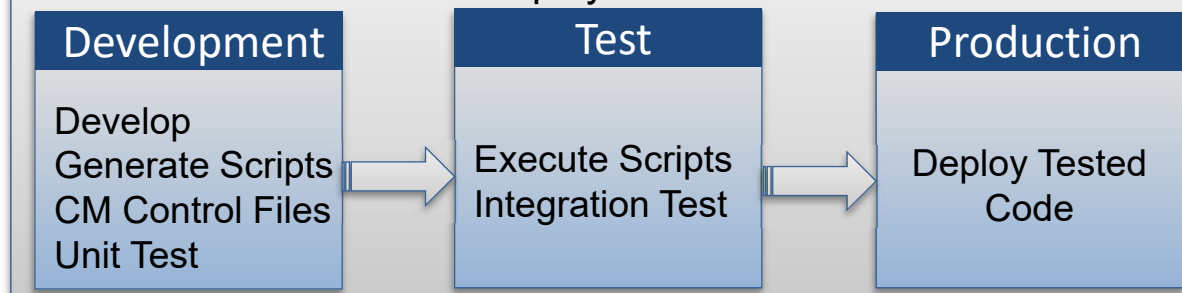 Development
Develop
Generate Scripts
CM Control Files
Unit Test
Test
Execute Scripts
Integration Test
Production
Deploy Tested
Code